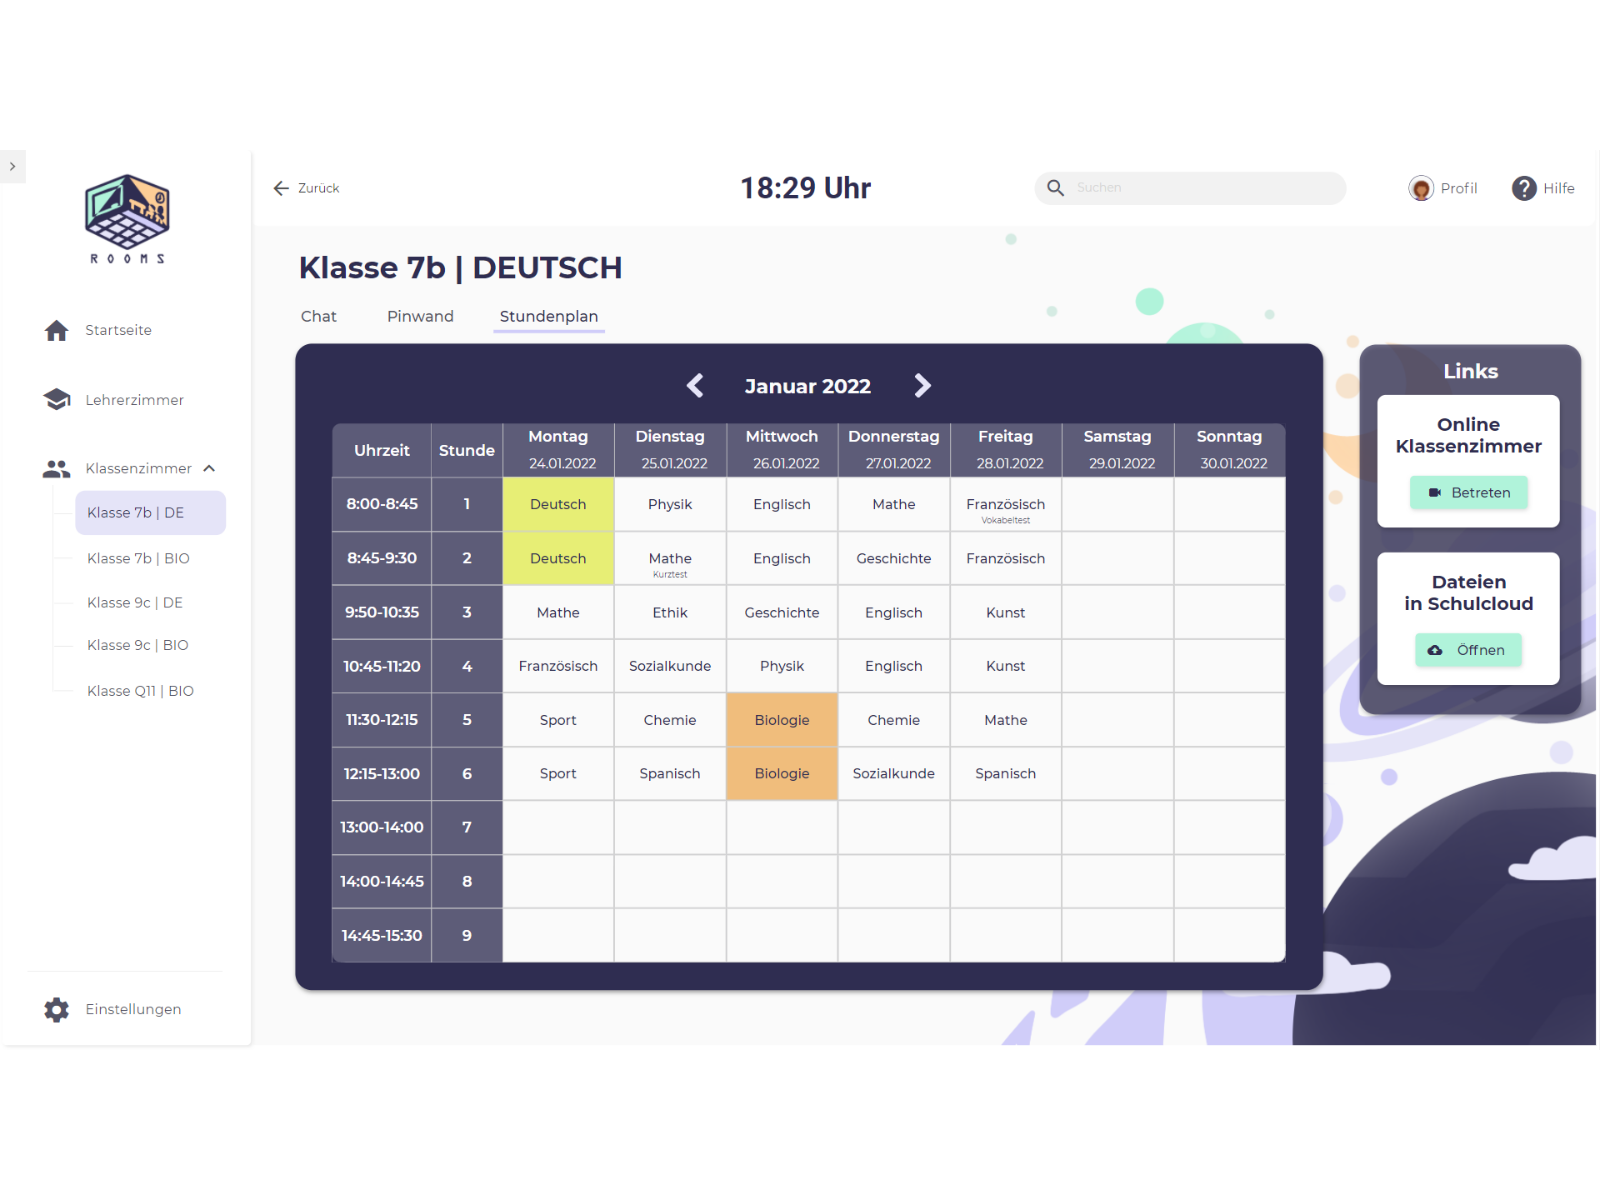 ROOMS
Startseite
Lehrerzimmer
Klassenzimmer
Klasse 7b | DE
Klasse 7b | BIO
Klasse 9c | DE
Klasse 9c | BIO
Klasse Q11 | BIO
Einstellungen
Zurück
18:29 Uhr
Suchen
Profil
? Hilfe
Klasse 7b | DEUTSCH
Chat Pinwand Stundenplan
Januar 2022
Uhrzeit Stunde Montag Dienstag Mittwoch Donnerstag Freitag Samstag Sonntag
24.01.2022 25.01.2022 26.01.2022 27.01.2022 28.01.2022 29.01.2022 30.01.2022
8:00-8:45 1 Deutsch Physik Englisch Mathe Französisch
Vokabeltest
8:45-9:30 2 Deutsch Mathe Englisch Geschichte Französisch
Kurztest
9:50-10:35 3 Mathe Ethik Geschichte Englisch Kunst
10:45-11:20 4 Französisch Sozialkunde Physik Englisch Kunst
11:30-12:15 5 Sport Chemie Biologie Chemie Mathe
12:15-13:00 6 Sport Spanisch Biologie Sozialkunde Spanisch
13:00-14:00 7
14:00-14:45 8
14:45-15:30 9
Links
Online
Klassenzimmer
Betreten
Dateien
in Schulcloud
Öffnen